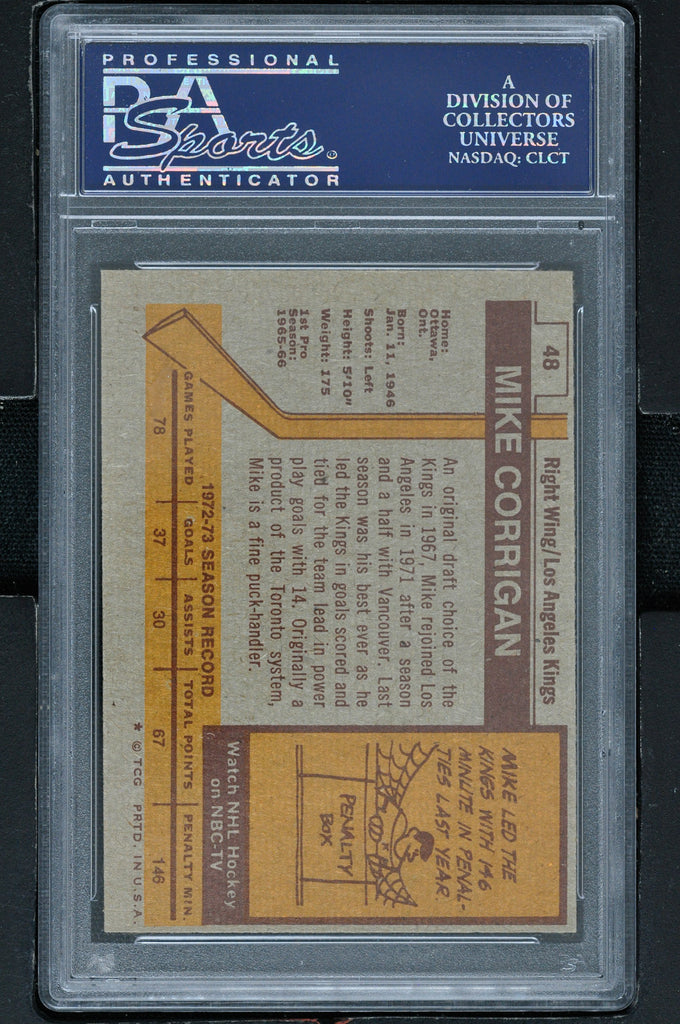 PROFESSIONAL
PSA
Sports®
AUTHENTICATOR
A
DIVISION OF
COLLECTORS
UNIVERSE
NASDAQ: CLCT
48
Right Wing/Los Angeles Kings
MIKE CORRIGAN
Home:
Ottawa,
Ont.
Born:
Jan. 11, 1946
Shoots: Left
Height: 5'10"
Weight: 175
1st Pro
Season:
1965-66
An original draft choice of the
Kings in 1967, Mike rejoined Los
Angeles in 1971 after a season
and a half with Vancouver. Last
season was his best ever as he
led the Kings in goals scored and
tied for the team lead in power
play goals with 14. Originally a
product of the Toronto system,
Mike is a fine puck-handler.
MIKE LED THE
KINGS WITH 146
MINUTE IN PENAL-
TIES LAST YEAR.
PENALTY
BOX
Watch NHL Hockey
on NBC-TV
1972-73 SEASON RECORD
GAMES PLAYED GOALS ASSISTS TOTAL POINTS PENALTY MIN.
78 37 30 67 146
* © TCG PRTD. IN U.S.A.